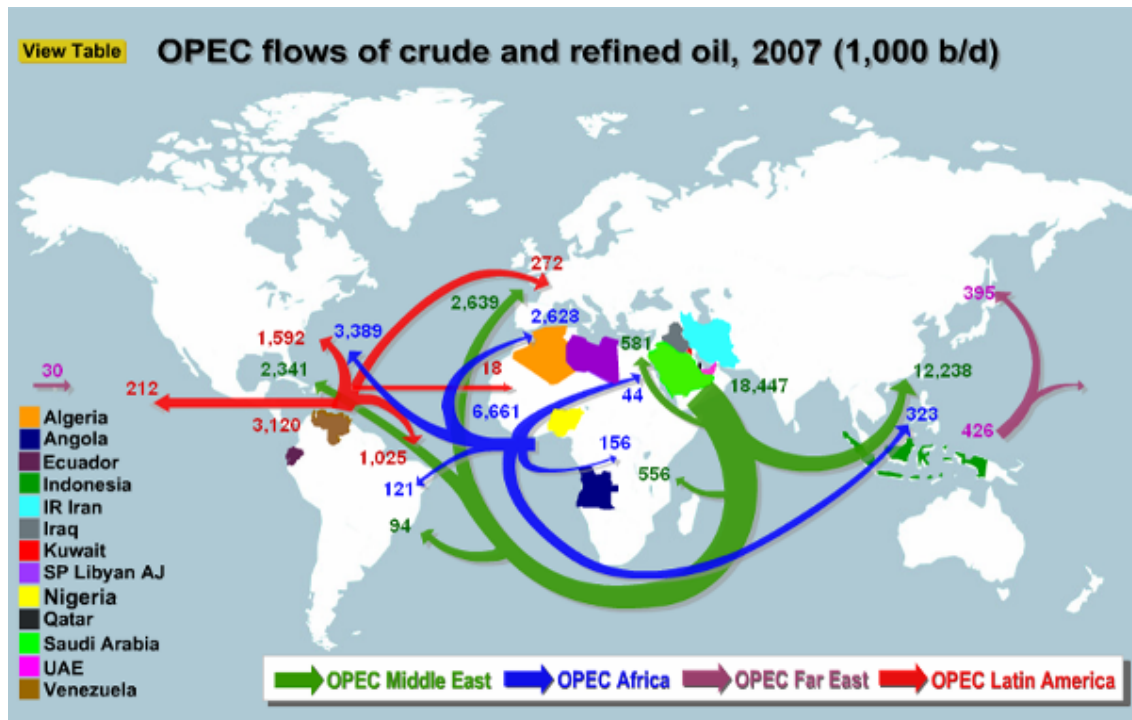 View Table
OPEC flows of crude and refined oil, 2007 (1,000 b/d)
272
2,639
395
1,592
3,389
2,628
581
30
2,341
18
18,447
12,238
212
44
3,120
6,661
323
426
1,025
156
121
556
94
Algeria
Angola
Ecuador
Indonesia
IR Iran
Iraq
Kuwait
SP Libyan AJ
Nigeria
Qatar
Saudi Arabia
UAE
Venezuela
OPEC Middle East
OPEC Africa
OPEC Far East
OPEC Latin America